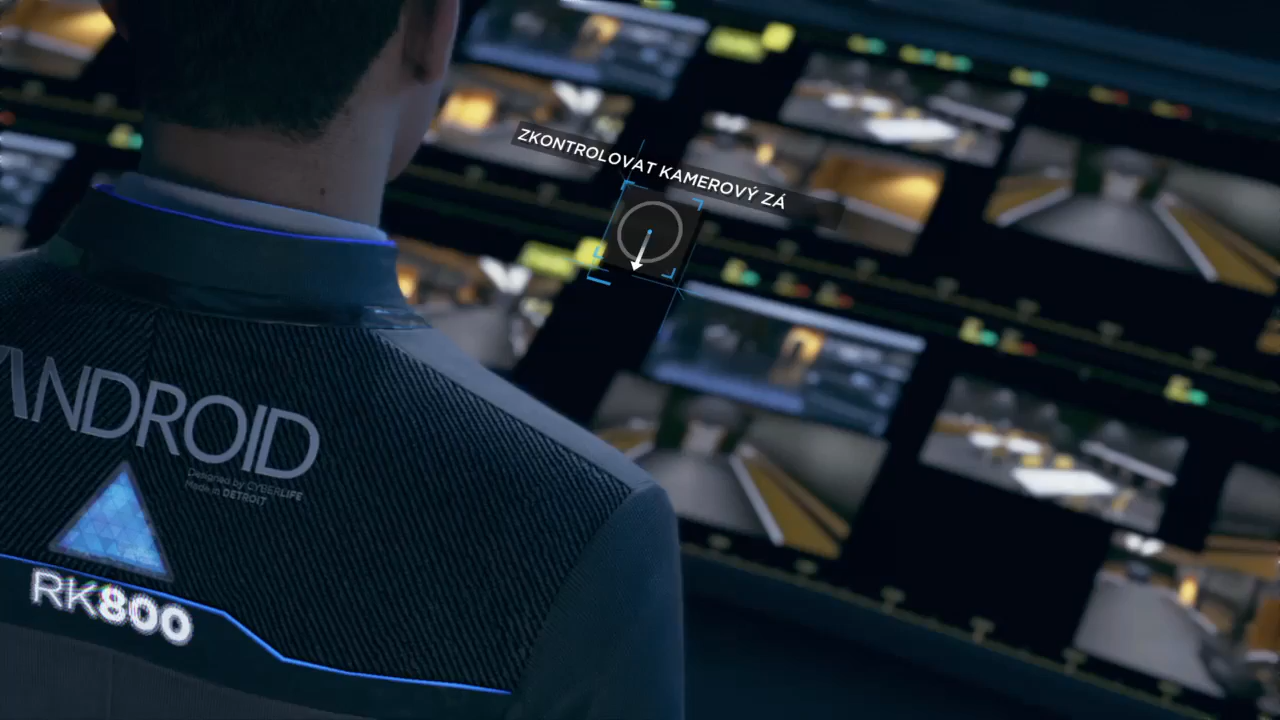 ZKONTROLOVAT KAMEROVÝ ZÁ
ANDROID
Designed by CYBERLIFE
Made in DETROIT
RK800